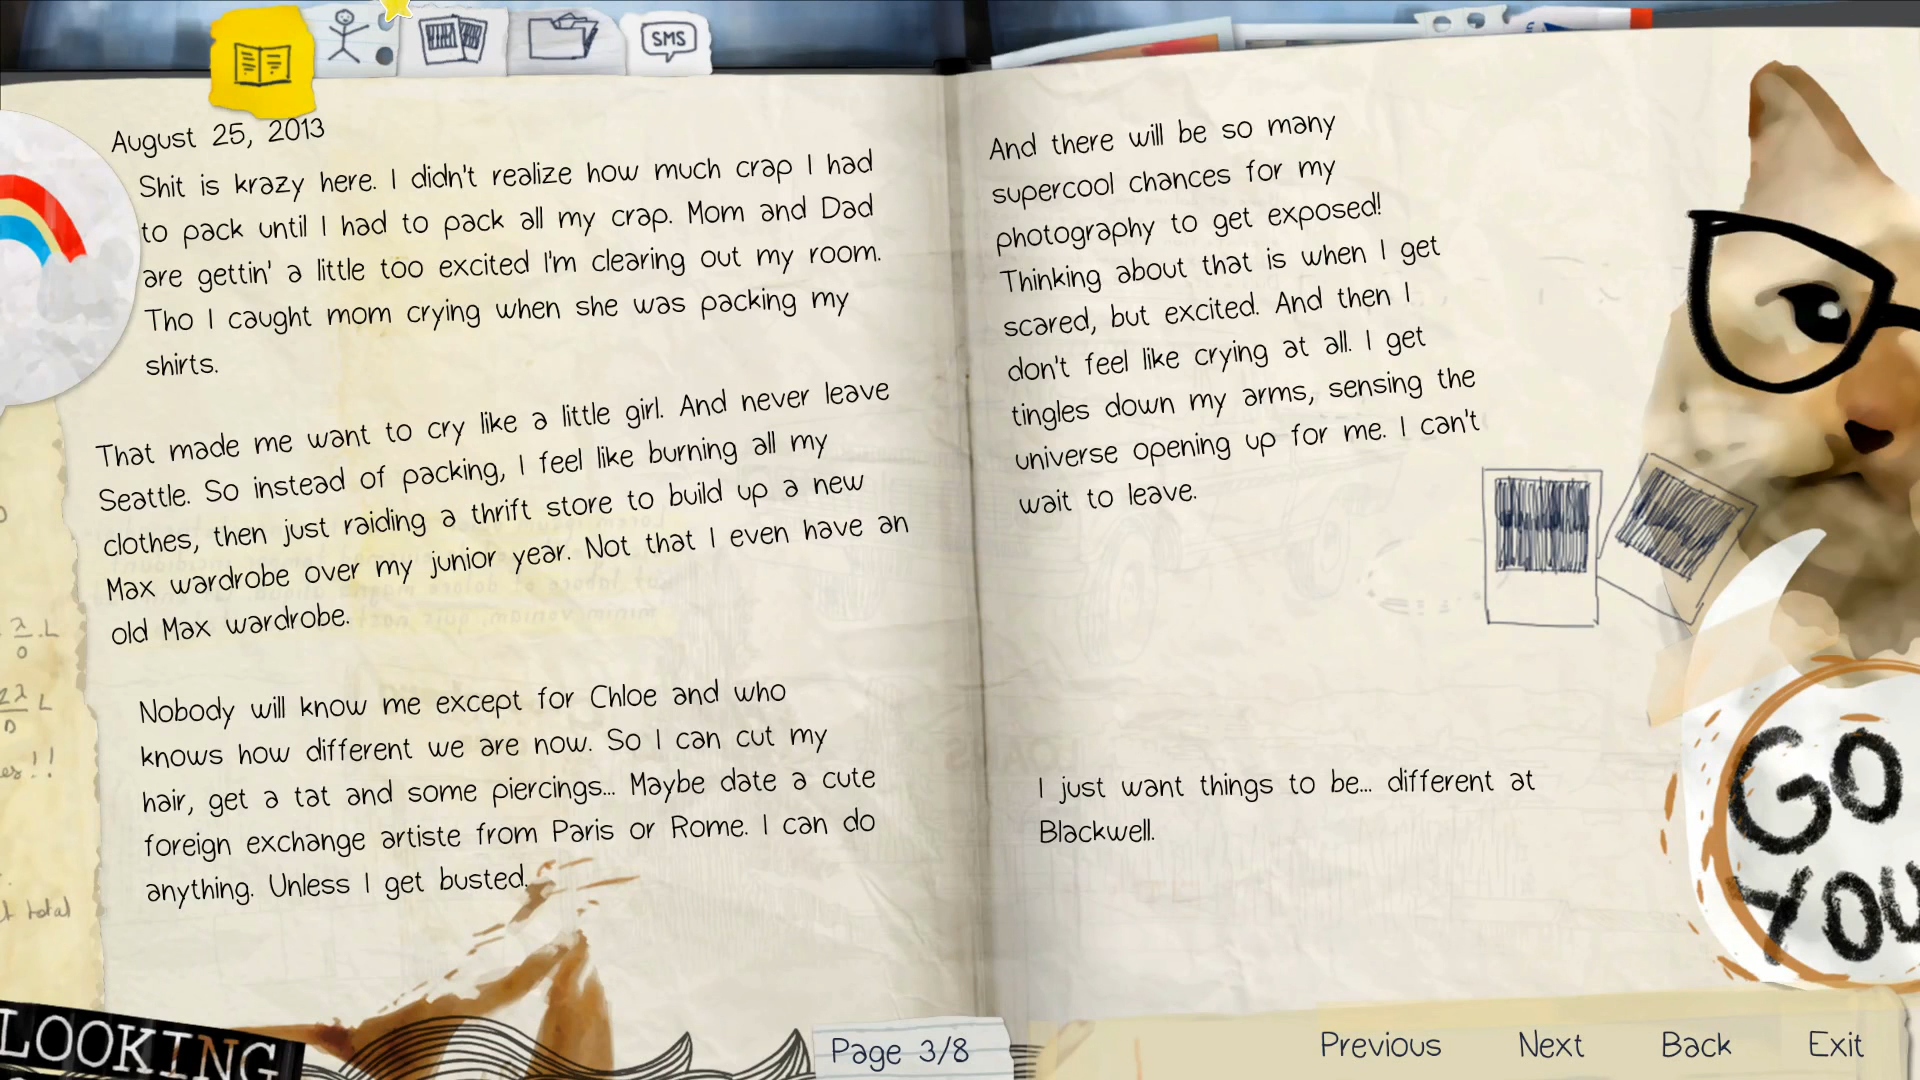 SMS
August 25, 2013
Shit is krazy here. I didn't realize how much crap I had
to pack until I had to pack all my crap. Mom and Dad
are gettin' a little too excited I'm clearing out my room.
Tho I caught mom crying when she was packing my
shirts.
That made me want to cry like a little girl. And never leave
Seattle. So instead of packing, I feel like burning all my
clothes, then just raiding a thrift store to build up a new
Max wardrobe over my junior year. Not that I even have an
old Max wardrobe.
Nobody will know me except for Chloe and who
knows how different we are now. So I can cut my
hair, get a tat and some piercings... Maybe date a cute
foreign exchange artiste from Paris or Rome. I can do
anything. Unless I get busted.
And there will be so many
supercool chances for my
photography to get exposed!
Thinking about that is when I get
scared, but excited. And then I
don't feel like crying at all. I get
tingles down my arms, sensing the
universe opening up for me. I can't
wait to leave.
I just want things to be... different at
Blackwell.
GO
YOU
LOOKING
Page 3/8
Previous Next Back Exit